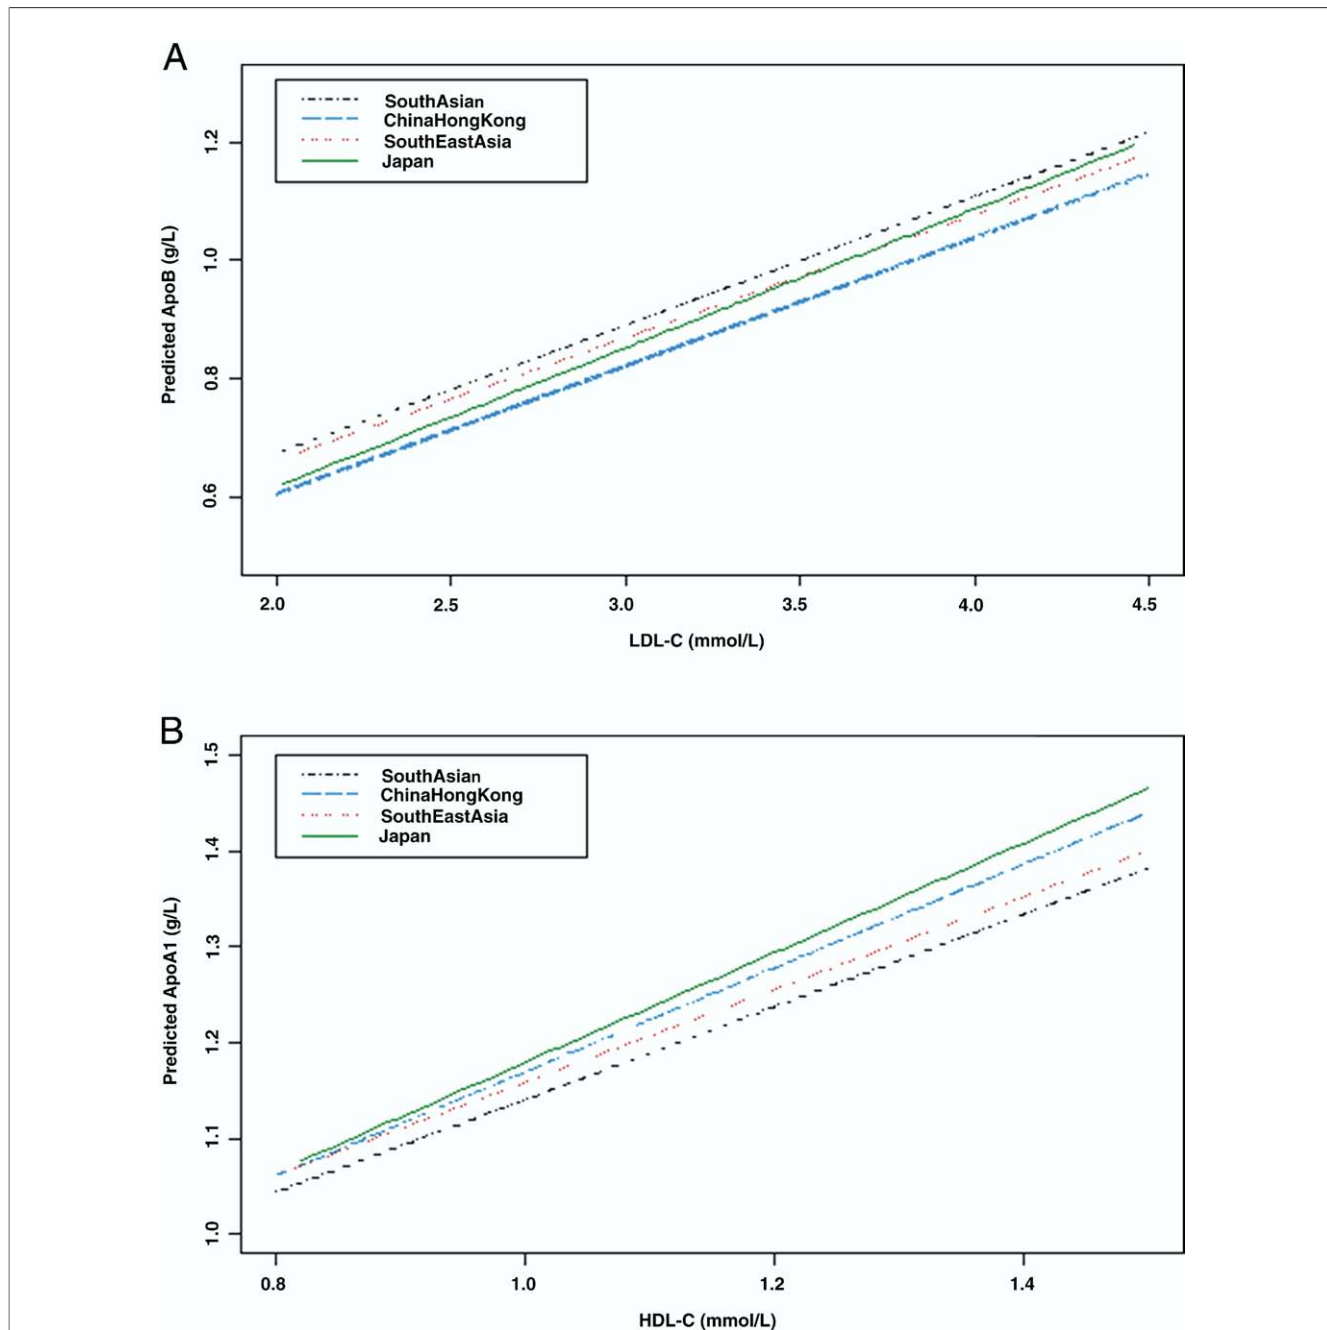 A
SouthAsian
ChinaHongKong
SouthEastAsia
Japan
Predicted ApoB (g/L)
1.2
1.0
0.8
0.6
2.0 2.5 3.0 3.5 4.0 4.5
LDL-C (mmol/L)
B
SouthAsian
ChinaHongKong
SouthEastAsia
Japan
Predicted ApoA1 (g/L)
1.5
1.4
1.3
1.2
1.1
1.0
0.8 1.0 1.2 1.4
HDL-C (mmol/L)